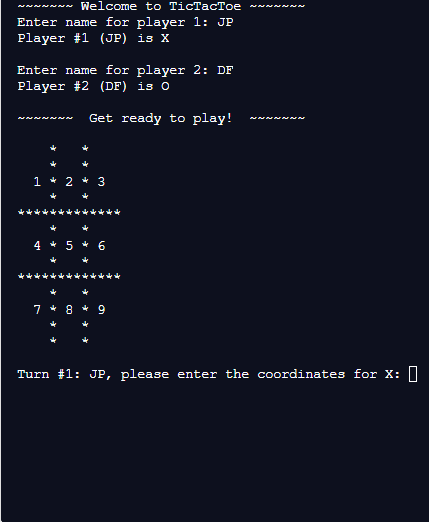 ~~~~~~~ Welcome to TicTacToe ~~~~~~~
Enter name for player 1: JP
Player #1 (JP) is X

Enter name for player 2: DF
Player #2 (DF) is O

~~~~~~~  Get ready to play!  ~~~~~~~

    *   *
    *   *
  1 * 2 * 3
    *   *
*************
    *   *
  4 * 5 * 6
    *   *
*************
    *   *
  7 * 8 * 9
    *   *
    *   *

Turn #1: JP, please enter the coordinates for X: